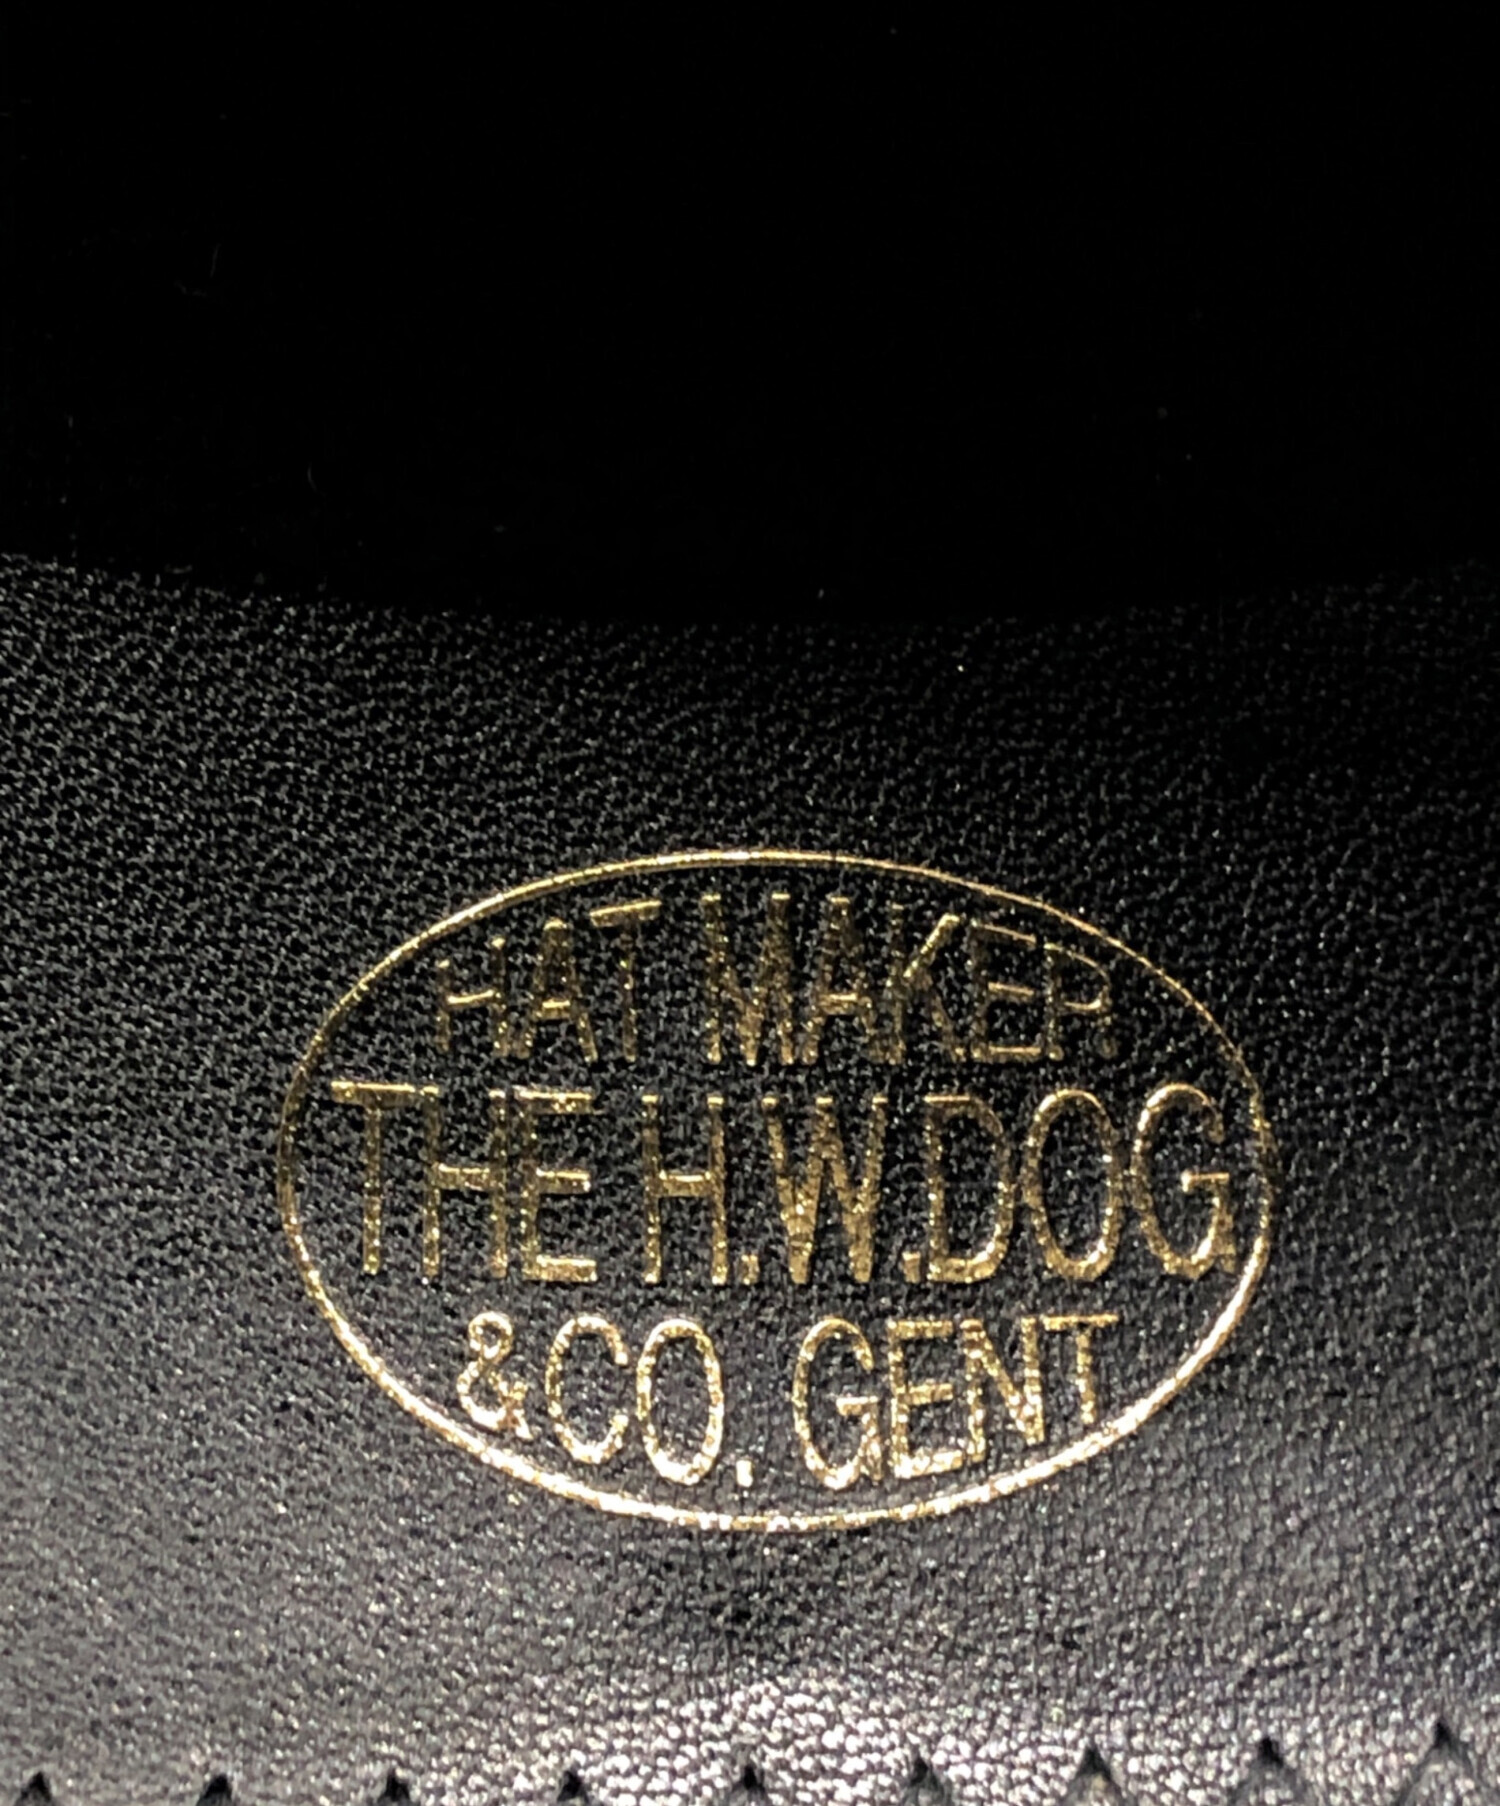 HAT MAKER
THE H.W.DOG
&CO. GENT